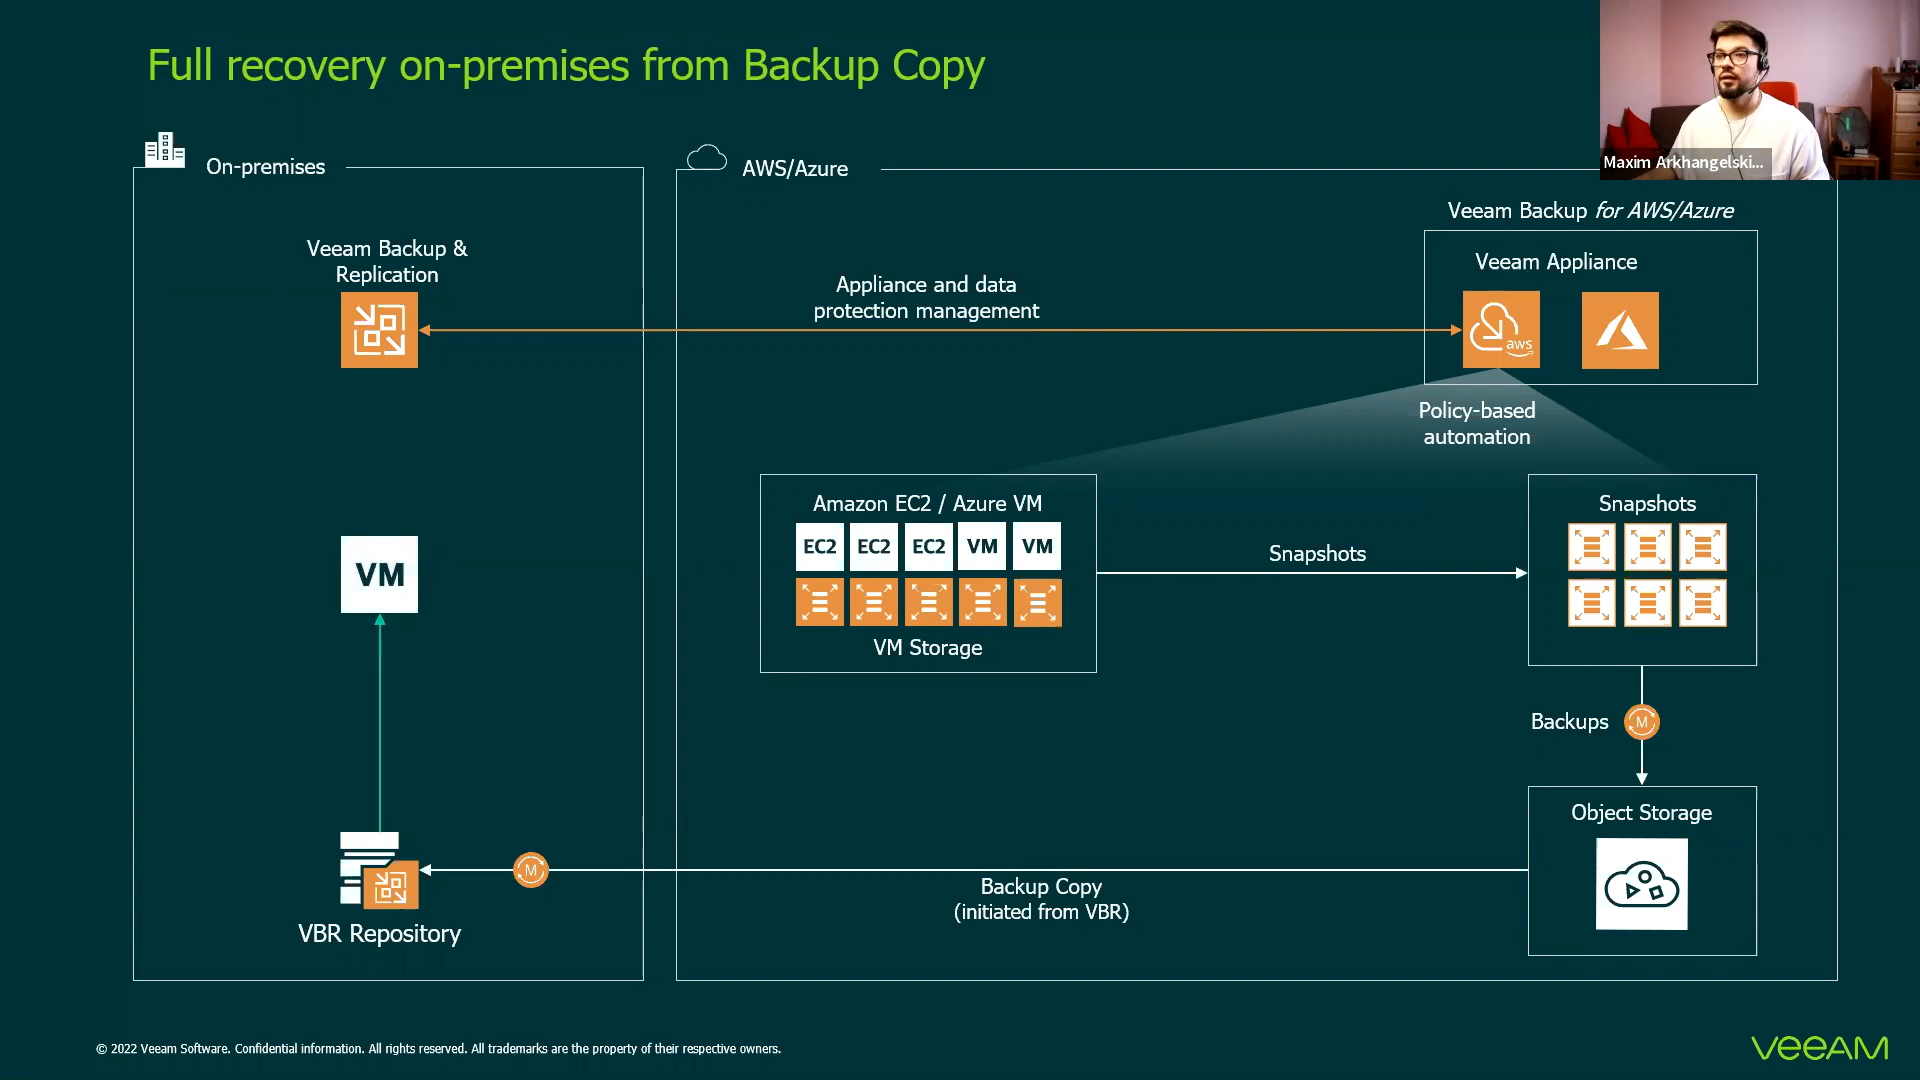 Full recovery on-premises from Backup Copy
Maxim Arkhangelski...
On-premises
AWS/Azure
Veeam Backup for AWS/Azure
Veeam Backup &
Replication
Veeam Appliance
Appliance and data
protection management
aws
Policy-based
automation
Amazon EC2 / Azure VM
EC2 EC2 EC2 VM VM
VM Storage
Snapshots
Snapshots
VM
Backups
M
Object Storage
M
Backup Copy
(initiated from VBR)
VBR Repository
© 2022 Veeam Software. Confidential information. All rights reserved. All trademarks are the property of their respective owners.
VEEAM